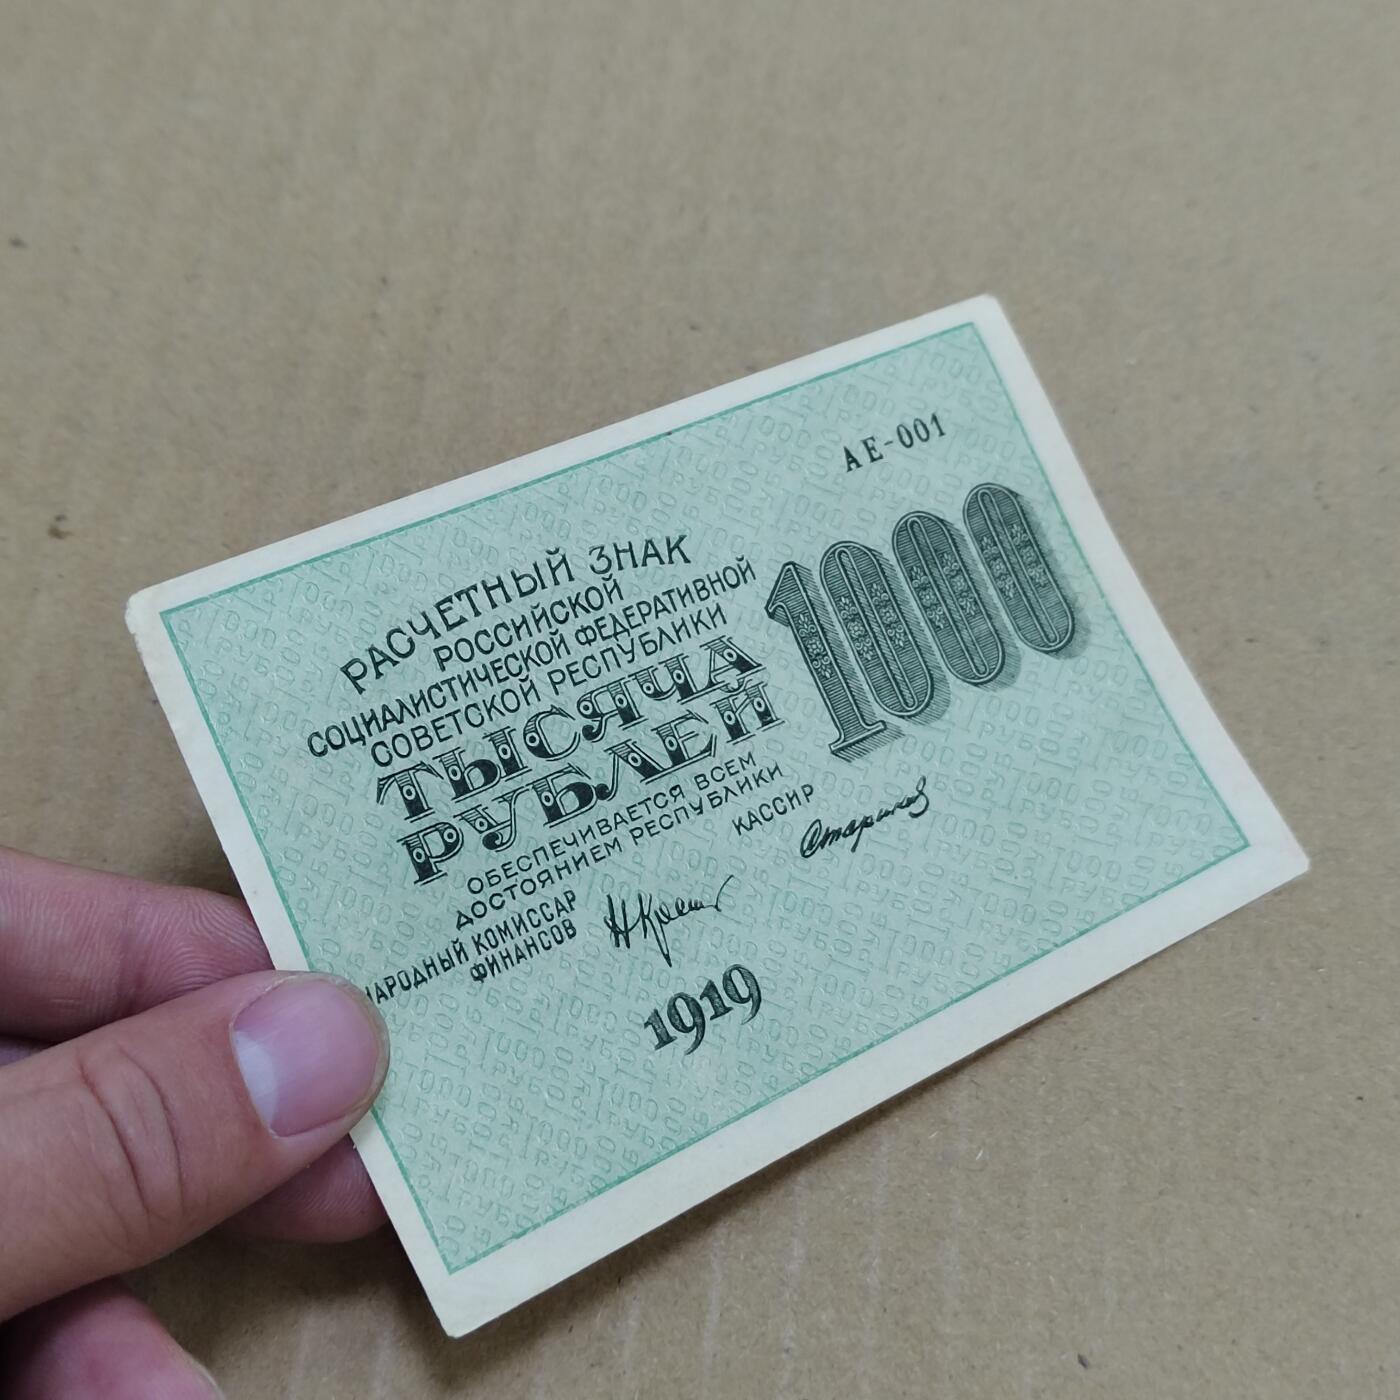 АЕ-001
РАСЧЕТНЫЙ ЗНАК
РОССИЙСКОЙ
СОЦИАЛИСТИЧЕСКОЙ ФЕДЕРАТИВНОЙ
СОВЕТСКОЙ РЕСПУБЛИКИ
ТЫСЯЧА
РУБЛЕЙ
1000
ОБЕСПЕЧИВАЕТСЯ ВСЕМ
ДОСТОЯНИЕМ РЕСПУБЛИКИ
НАРОДНЫЙ КОМИССАР
ФИНАНСОВ
КАССИР
1919